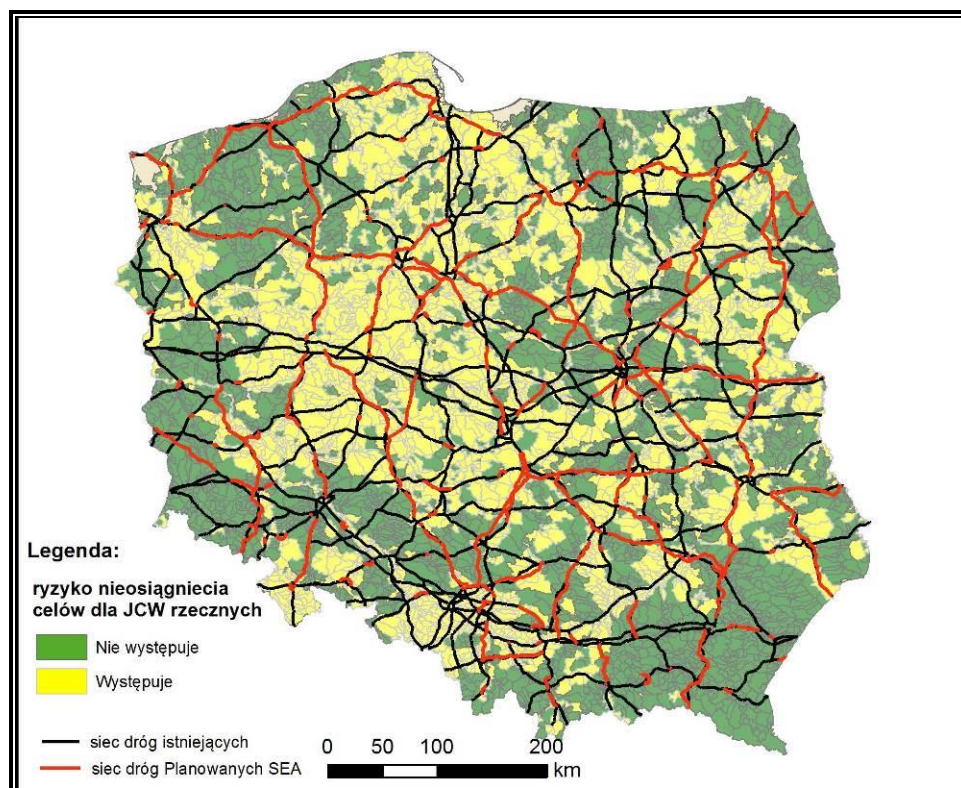 Legenda:
ryzyko nieosiągniecia
celów dla JCW rzecznych
Nie występuje
Występuje
siec dróg istniejących
siec dróg Planowanych SEA
0 50 100 200
km